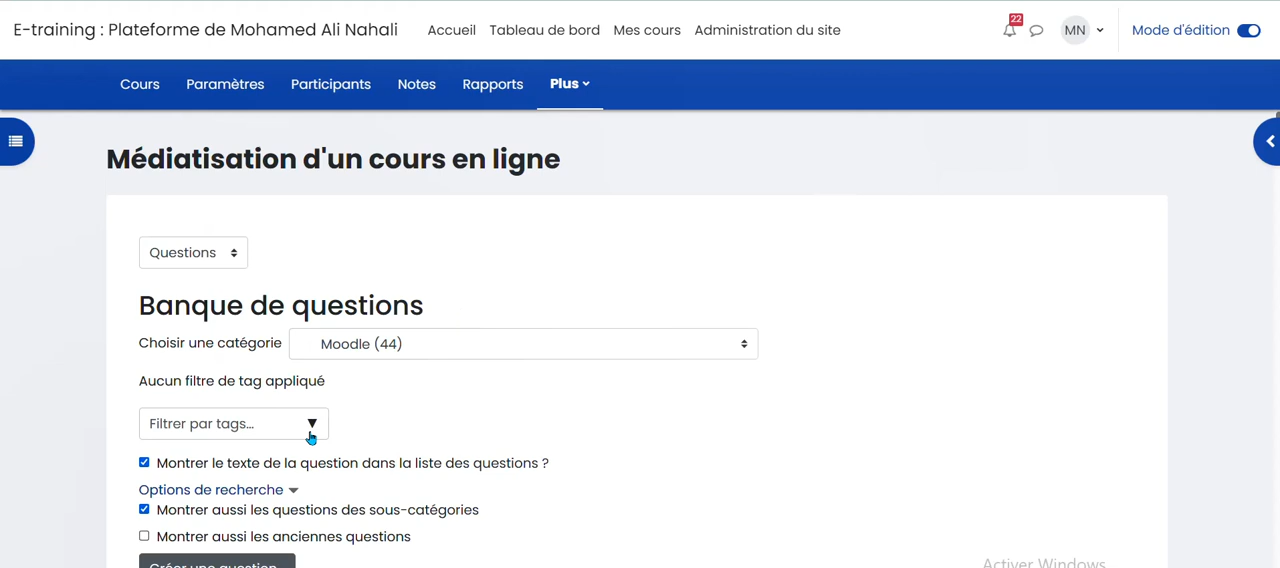 E-training : Plateforme de Mohamed Ali Nahali
Accueil Tableau de bord Mes cours Administration du site
22
MN
Mode d'édition
Cours Paramètres Participants Notes Rapports Plus
Médiatisation d'un cours en ligne
Questions
Banque de questions
Choisir une catégorie Moodle (44)
Aucun filtre de tag appliqué
Filtrer par tags... ▼
Montrer le texte de la question dans la liste des questions ?
Options de recherche
Montrer aussi les questions des sous-catégories
Montrer aussi les anciennes questions
Créer une question
Activer Windows